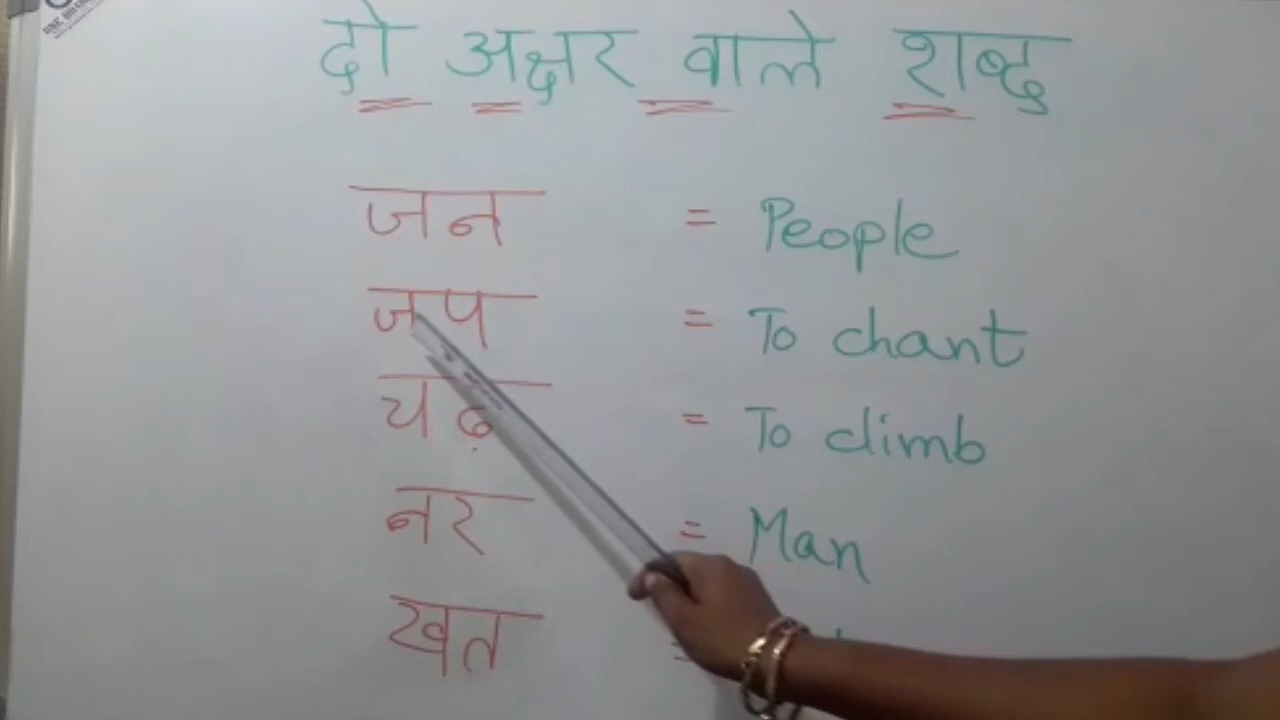 दो अक्षर वाले शब्द
जन = People
जप = To chant
चढ़ = To climb
नर = Man
खत =